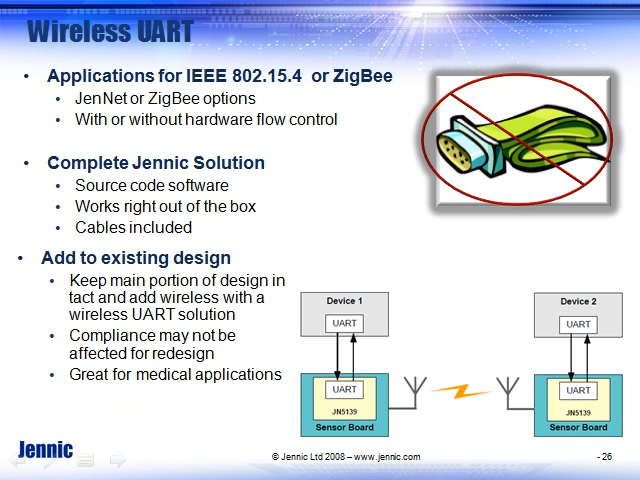 Wireless UART
• Applications for IEEE 802.15.4 or ZigBee
• JenNet or ZigBee options
• With or without hardware flow control
• Complete Jennic Solution
• Source code software
• Works right out of the box
• Cables included
• Add to existing design
• Keep main portion of design in
tact and add wireless with a
wireless UART solution
• Compliance may not be
affected for redesign
• Great for medical applications
Device 1
UART
UART
JN5139
Sensor Board
Device 2
UART
UART
JN5139
Sensor Board
Jennic
© Jennic Ltd 2008 – www.jennic.com
- 26